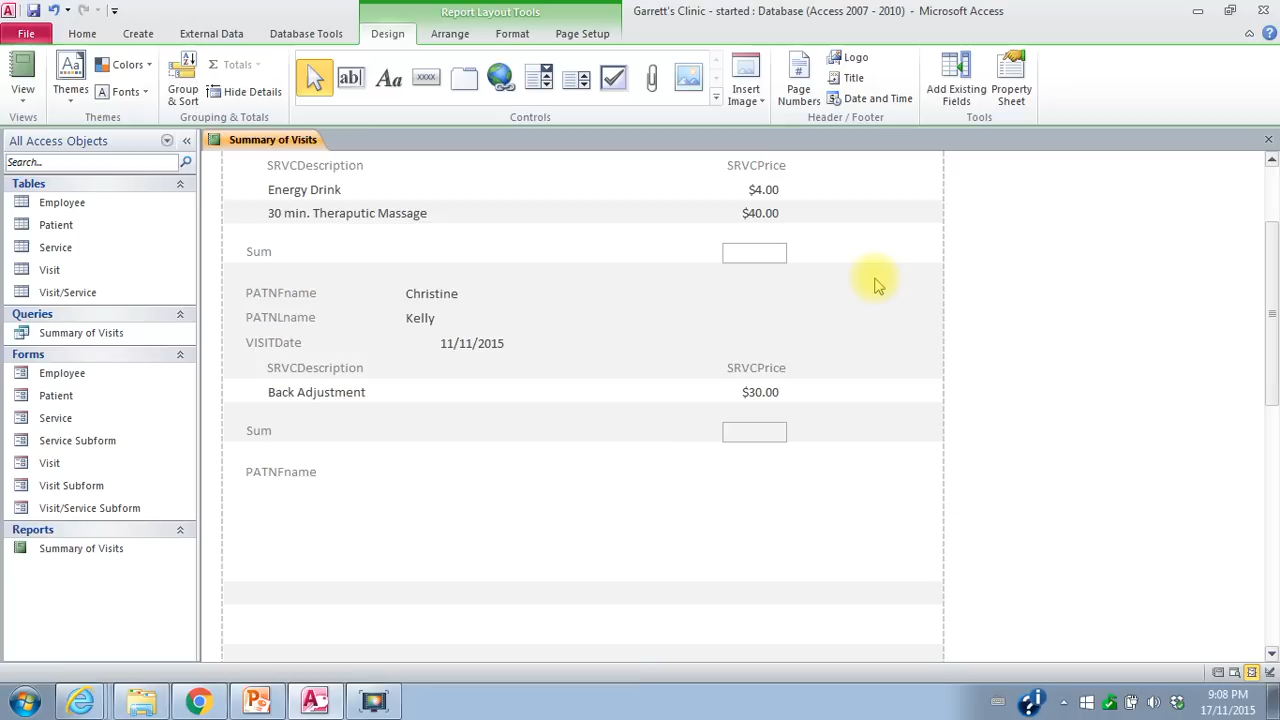 Report Layout Tools
Garrett's Clinic - started : Database (Access 2007 - 2010) - Microsoft Access
File Home Create External Data Database Tools Design Arrange Format Page Setup
View
Views
Themes
Colors
Fonts
Themes
Group & Sort
Totals
Hide Details
Grouping & Totals
ab|
Aa
xxxx
Controls
Insert Image
Page Numbers
Logo
Title
Date and Time
Header / Footer
Add Existing Fields
Property Sheet
Tools
All Access Objects
Search...
Tables
Employee
Patient
Service
Visit
Visit/Service
Queries
Summary of Visits
Forms
Employee
Patient
Service
Service Subform
Visit
Visit Subform
Visit/Service Subform
Reports
Summary of Visits
Summary of Visits
SRVCDescription SRVCPrice
Energy Drink $4.00
30 min. Theraputic Massage $40.00
Sum
PATNFname Christine
PATNLname Kelly
VISITDate 11/11/2015
SRVCDescription SRVCPrice
Back Adjustment $30.00
Sum
PATNFname
9:08 PM
17/11/2015